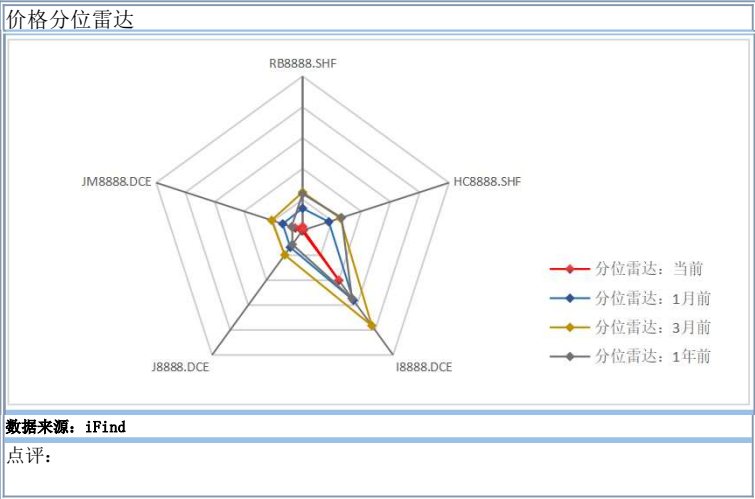 价格分位雷达
RB8888.SHF
JM8888.DCE
HC8888.SHF
分位雷达：当前
分位雷达：1月前
分位雷达：3月前
分位雷达：1年前
J8888.DCE
I8888.DCE
数据来源：iFind
点评：